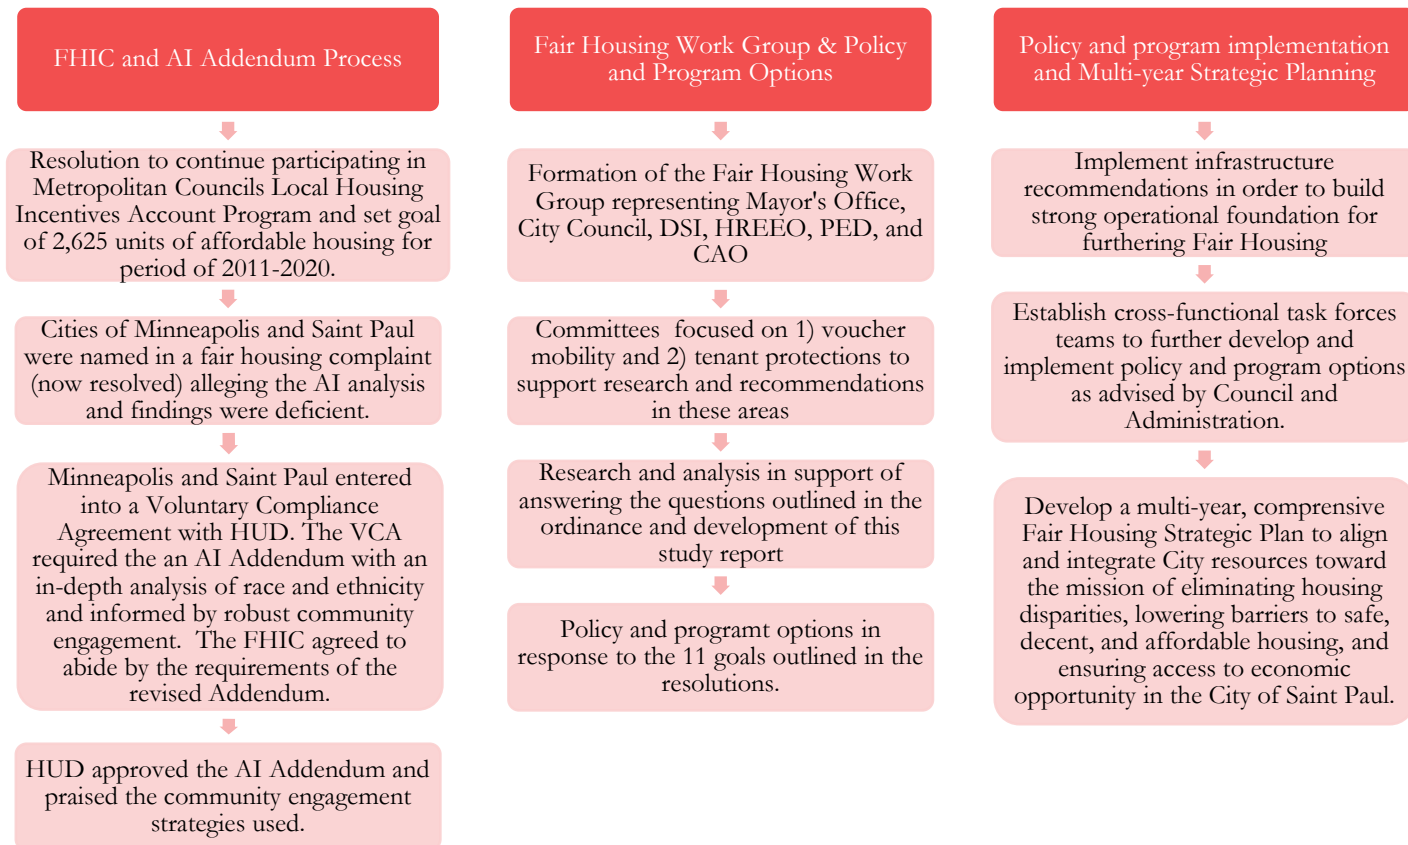 FHIC and AI Addendum Process
Resolution to continue participating in
Metropolitan Councils Local Housing
Incentives Account Program and set goal
of 2,625 units of affordable housing for
period of 2011-2020.
Cities of Minneapolis and Saint Paul
were named in a fair housing complaint
(now resolved) alleging the AI analysis
and findings were deficient.
Minneapolis and Saint Paul entered
into a Voluntary Compliance
Agreement with HUD. The VCA
required the an AI Addendum with an
in-depth analysis of race and ethnicity
and informed by robust community
engagement. The FHIC agreed to
abide by the requirements of the
revised Addendum.
HUD approved the AI Addendum and
praised the community engagement
strategies used.
Fair Housing Work Group & Policy
and Program Options
Formation of the Fair Housing Work
Group representing Mayor's Office,
City Council, DSI, HREEO, PED, and
CAO
Committees focused on 1) voucher
mobility and 2) tenant protections to
support research and recommendations
in these areas
Research and analysis in support of
answering the questions outlined in the
ordinance and development of this
study report
Policy and programt options in
response to the 11 goals outlined in the
resolutions.
Policy and program implementation
and Multi-year Strategic Planning
Implement infrastructure
recommendations in order to build
strong operational foundation for
furthering Fair Housing
Establish cross-functional task forces
teams to further develop and
implement policy and program options
as advised by Council and
Administration.
Develop a multi-year, comprensive
Fair Housing Strategic Plan to align
and integrate City resources toward
the mission of eliminating housing
disparities, lowering barriers to safe,
decent, and affordable housing, and
ensuring access to economic
opportunity in the City of Saint Paul.